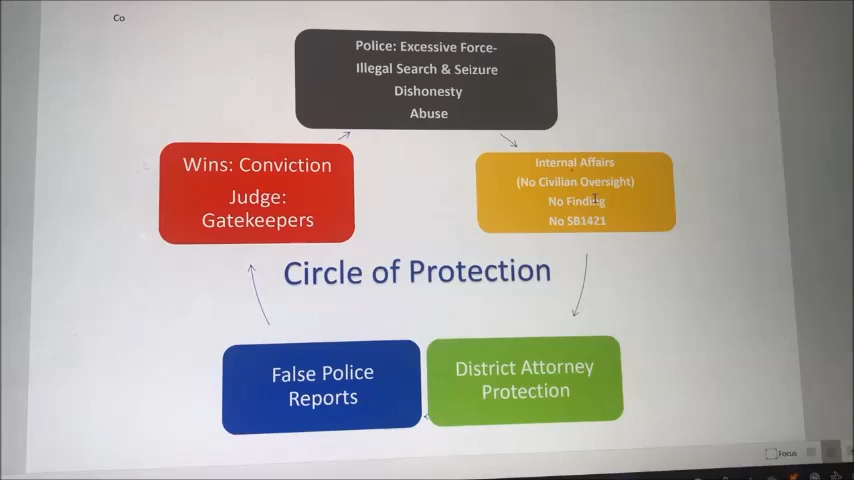 Co
Police: Excessive Force-
Illegal Search & Seizure
Dishonesty
Abuse
Wins: Conviction
Judge:
Gatekeepers
Internal Affairs
(No Civilian Oversight)
No Finding
No SB1421
Circle of Protection
False Police
Reports
District Attorney
Protection
Focus